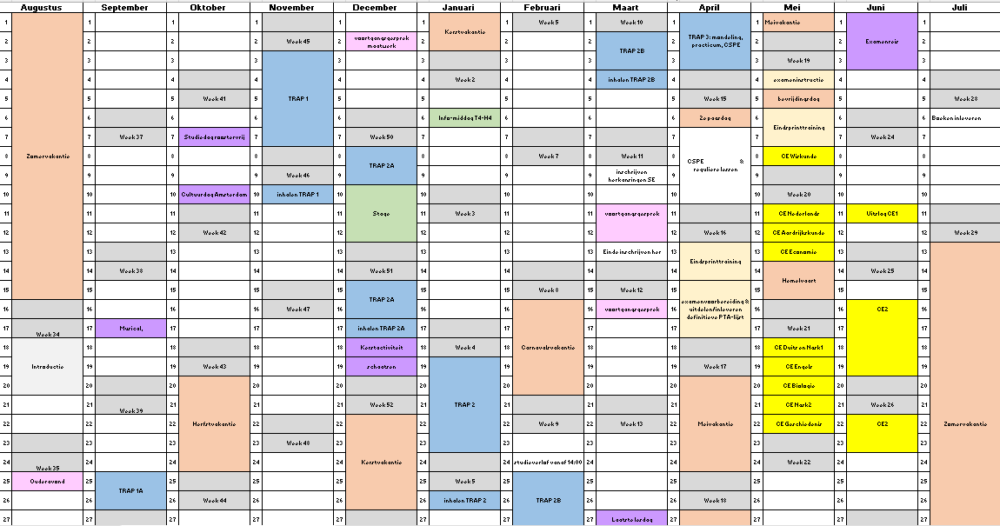 Augustus September Oktober November December Januari Februari Maart April Mei Juni Juli
1 1 1 1 1 1 Week 5 1 Week 10 1 1 Meivakantie 1 1
Kerstvakantie
2 2 2 Week 45 2 voortgangsgesprek maatwerk 2 2 2 2 TRAP 3: mondeling, practicum, CSPE 2 2 Examenreis 2
3 3 3 3 3 3 3 TRAP 2B 3 3 Week 19 3 3
4 4 4 4 4 Week 2 4 4 inhalen TRAP 2B 4 4 exameninstructie 4 4
5 5 Week 41 5 TRAP 1 5 5 5 5 5 Week 15 5 bevrijdingsdag 5 5 Week 28
6 6 6 6 6 Info-middag T4-H4 6 6 6 2e paasdag 6 6 6 Boeken inleveren
Eindsprinttraining
7 Week 37 7 Studiedag roostervrij 7 7 Week 50 7 7 7 7 7 7 Week 24 7
8 Zomervakantie 8 8 8 8 8 Week 7 8 Week 11 8 CSPE & reguliere lessen 8 CE Wiskunde 8 8
TRAP 2A
9 9 9 Week 46 9 9 9 9 inschrijven herkansingen SE 9 9 9 9
10 10 Cultuurdag Amsterdam 10 inhalen TRAP 1 10 10 10 10 10 10 Week 20 10 10
11 11 11 11 Stage 11 Week 3 11 11 voortgangsgesprek 11 11 CE Nederlands 11 Uitslag CE1 11
12 12 Week 42 12 12 12 12 12 12 Week 16 12 CE Aardrijkskunde 12 12 Week 29
13 13 13 13 13 13 13 Einde inschrijven her 13 13 CE Economie 13 13
Eindsprinttraining
14 Week 38 14 14 14 Week 51 14 14 14 14 14 Hemelvaart 14 Week 25 14
15 15 15 15 15 15 Week 8 15 Week 12 15 15 15 15
TRAP 2A
16 16 16 Week 47 16 16 16 16 voortgangsgesprek 16 examenvoorbereiding & uitdelen/inleveren definitieve PTA-lijst 16 16 CE2 16
Week 34
17 Musical, 17 17 17 inhalen TRAP 2A 17 17 17 17 17 Week 21 17 17
18 18 18 18 Kerstactiviteit 18 Week 4 18 Carnavalsvakantie 18 18 18 CE Duits en Nask1 18 18
Introductie
19 19 Week 43 19 19 schaatsen 19 19 19 19 Week 17 19 CE Engels 19 19
20 20 20 20 20 20 20 20 20 CE Biologie 20 20
21 Week 39 21 21 21 Week 52 21 TRAP 2 21 21 21 21 CE Nask2 21 Week 26 21
22 22 Herfstvakantie 22 22 22 22 Week 9 22 Week 13 22 Meivakantie 22 CE Geschiedenis 22 CE2 22 Zomervakantie
23 23 23 Week 48 23 23 23 23 23 23 23 23
Week 35
24 24 24 24 Kerstvakantie 24 24 studieverlof vanaf 14:00 24 24 24 Week 22 24 24
Ouderavond
25 25 25 25 25 Week 5 25 25 25 25 25 25
TRAP 1A
26 26 Week 44 26 26 26 inhalen TRAP 2 26 TRAP 2B 26 26 Week 18 26 26 26
27 27 27 27 27 27 27 Laatste lesdag 27 27 27 27